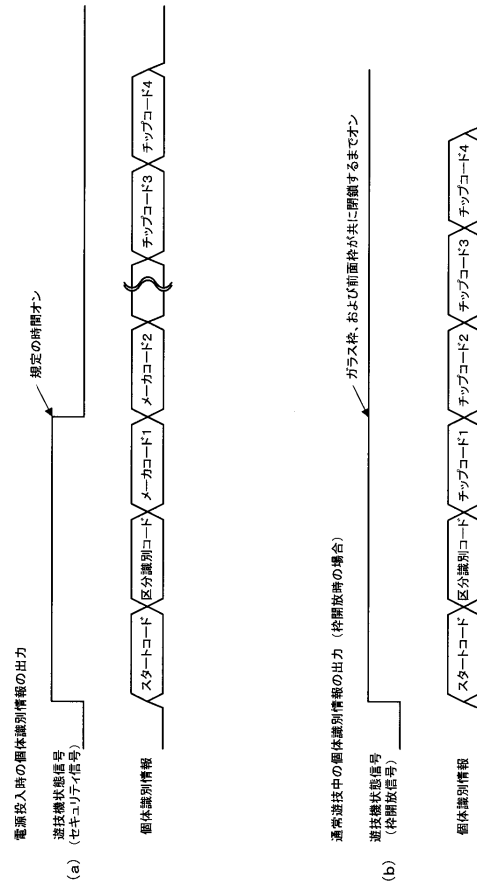 電源投入時の個体識別情報の出力
(a)
遊技機状態信号
(セキュリティ信号)
規定の時間オン
個体識別情報
スタートコード
区分識別コード
メーカコード1
メーカコード2
チップコード3
チップコード4
通常遊技中の個体識別情報の出力 (枠開放時の場合)
(b)
遊技機状態信号
(枠開放信号)
ガラス枠、および前面枠が共に閉鎖するまでオン
個体識別情報
スタートコード
区分識別コード
チップコード1
チップコード2
チップコード3
チップコード4